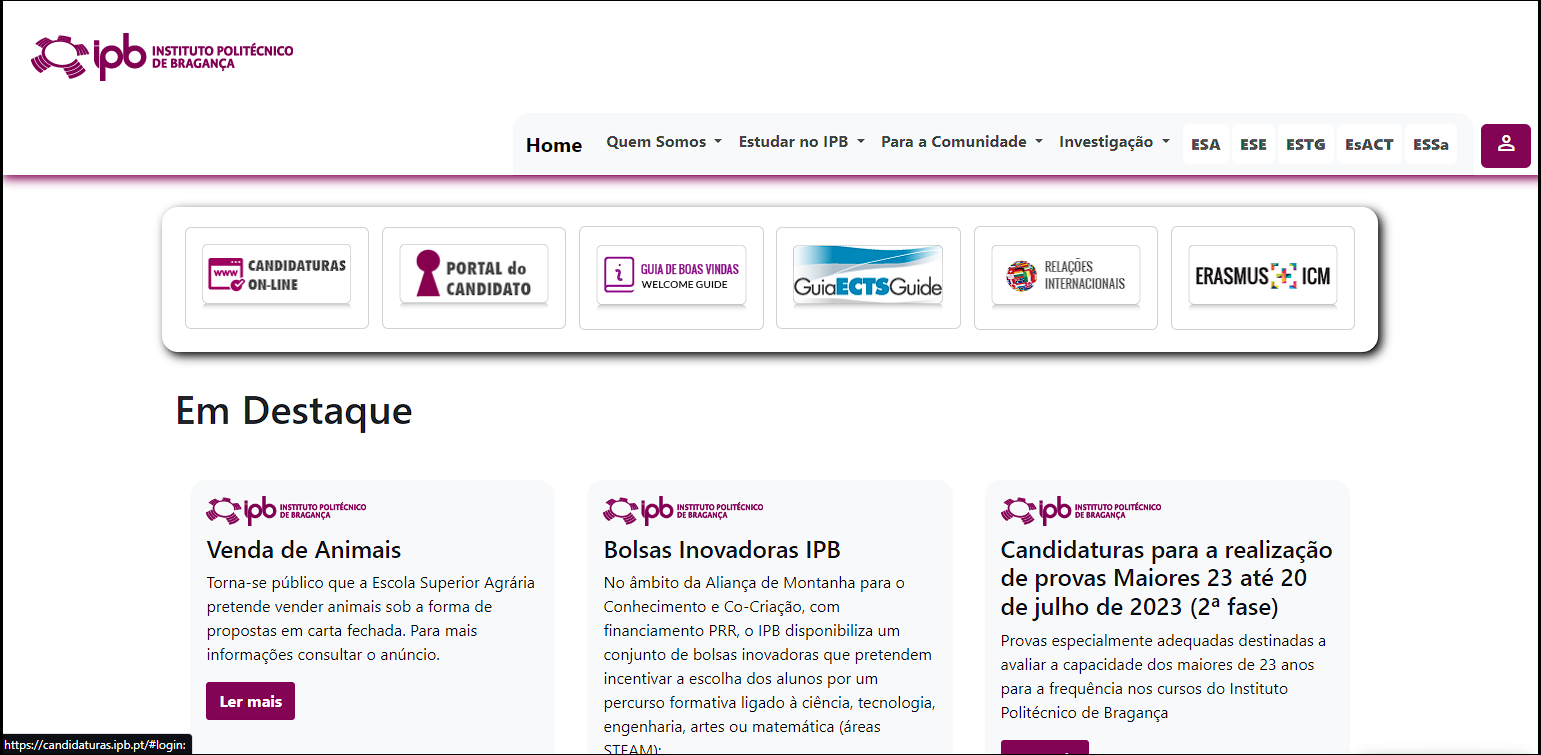 ipb INSTITUTO POLITÉCNICO
DE BRAGANÇA
Home Quem Somos Estudar no IPB Para a Comunidade Investigação ESA ESE ESTG EsACT ESSa
www CANDIDATURAS
ON-LINE
PORTAL do
CANDIDATO
i GUIA DE BOAS VINDAS
WELCOME GUIDE
GuiaECTSGuide
RELAÇÕES
INTERNACIONAIS
ERASMUS+ICM
Em Destaque
ipb INSTITUTO POLITÉCNICO
DE BRAGANÇA
Venda de Animais
Torna-se público que a Escola Superior Agrária
pretende vender animais sob a forma de
propostas em carta fechada. Para mais
informações consultar o anúncio.
Ler mais
ipb INSTITUTO POLITÉCNICO
DE BRAGANÇA
Bolsas Inovadoras IPB
No âmbito da Aliança de Montanha para o
Conhecimento e Co-Criação, com
financiamento PRR, o IPB disponibiliza um
conjunto de bolsas inovadoras que pretendem
incentivar a escolha dos alunos por um
percurso formativo ligado à ciência, tecnologia,
engenharia, artes ou matemática (áreas
STEAM):
ipb INSTITUTO POLITÉCNICO
DE BRAGANÇA
Candidaturas para a realização
de provas Maiores 23 até 20
de julho de 2023 (2ª fase)
Provas especialmente adequadas destinadas a
avaliar a capacidade dos maiores de 23 anos
para a frequência nos cursos do Instituto
Politécnico de Bragança
https://candidaturas.ipb.pt/#login: